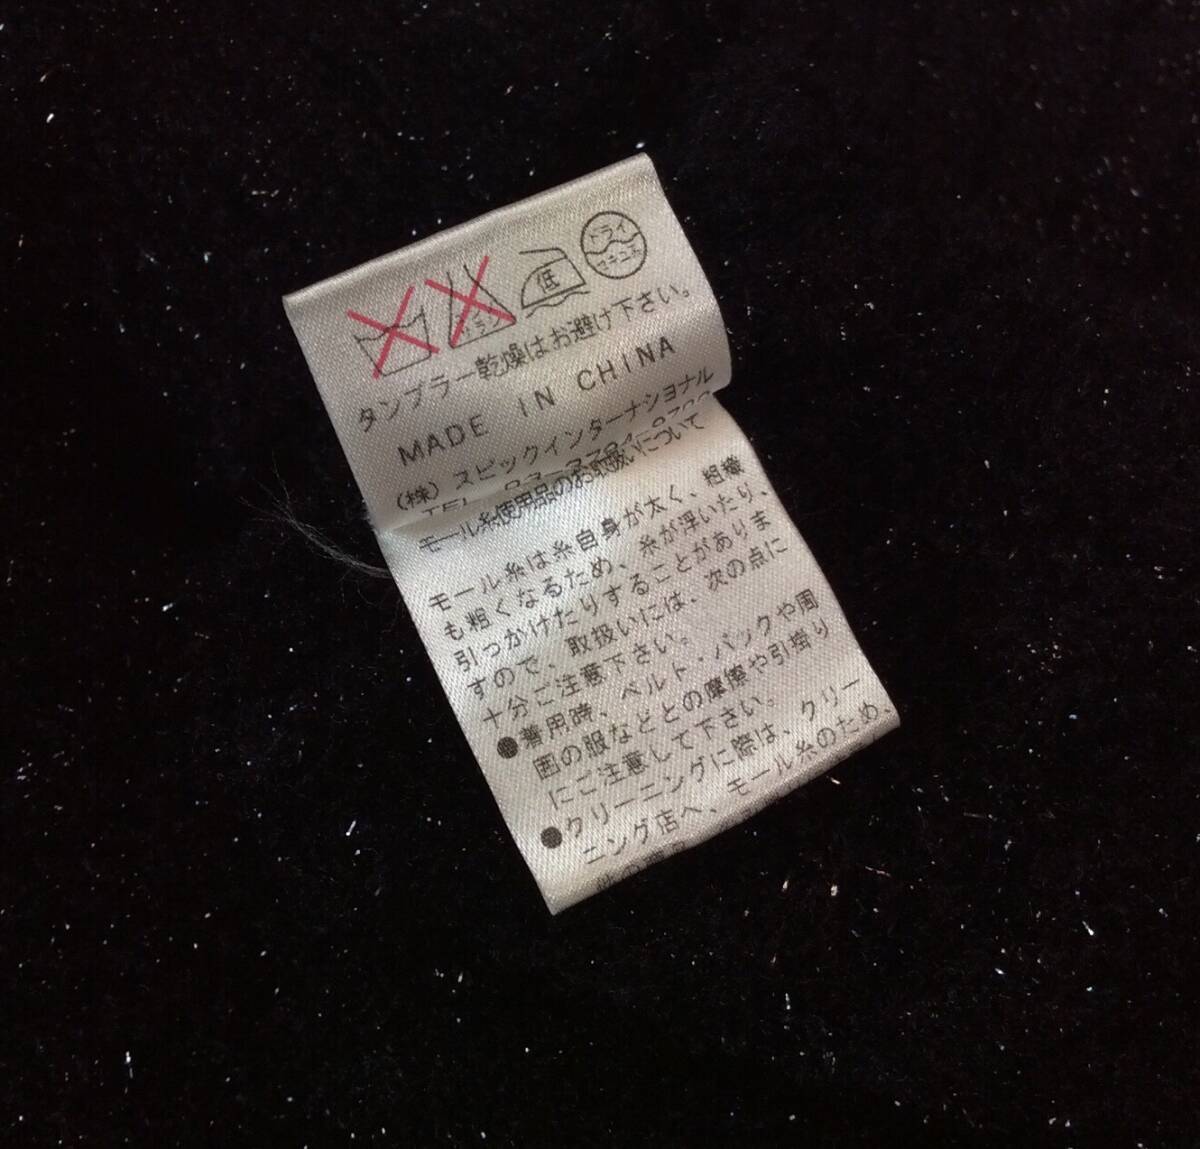 ドライ
セキユ系
低
タンブラー乾燥はお避け下さい。
MADE IN CHINA
(株) スピックインターナショナル
TEL 03-3794-
モール糸使用品のお取扱いについて
モール糸は糸自身が太く、組織
も粗くなるため、糸が浮いたり、
引っかけたりすることがありま
すので、取扱いには、次の点に
十分ご注意下さい。
●着用時、ベルト・バックや周
囲の服などとの摩擦や引掛り
にご注意して下さい。
●クリーニングに際は、クリー
ニング店へ、モール糸のため、